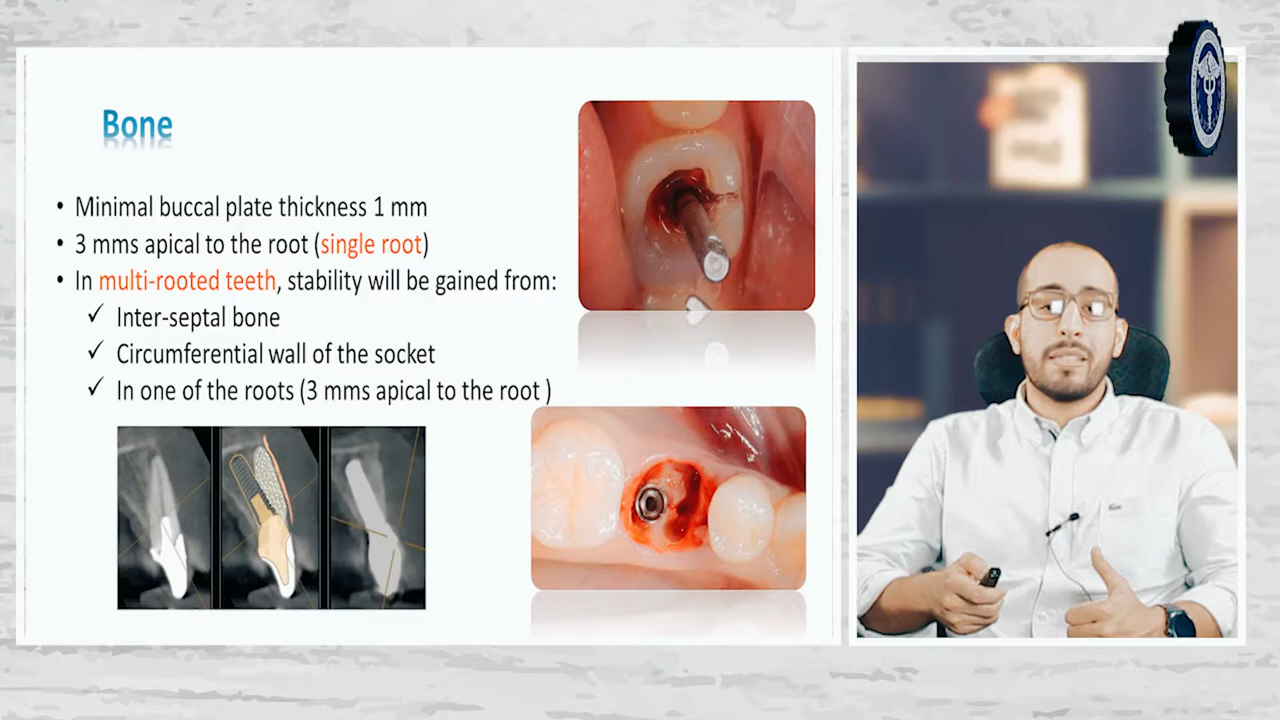 Bone
• Minimal buccal plate thickness 1 mm
• 3 mms apical to the root (single root)
• In multi-rooted teeth, stability will be gained from:
✓ Inter-septal bone
✓ Circumferential wall of the socket
✓ In one of the roots (3 mms apical to the root )